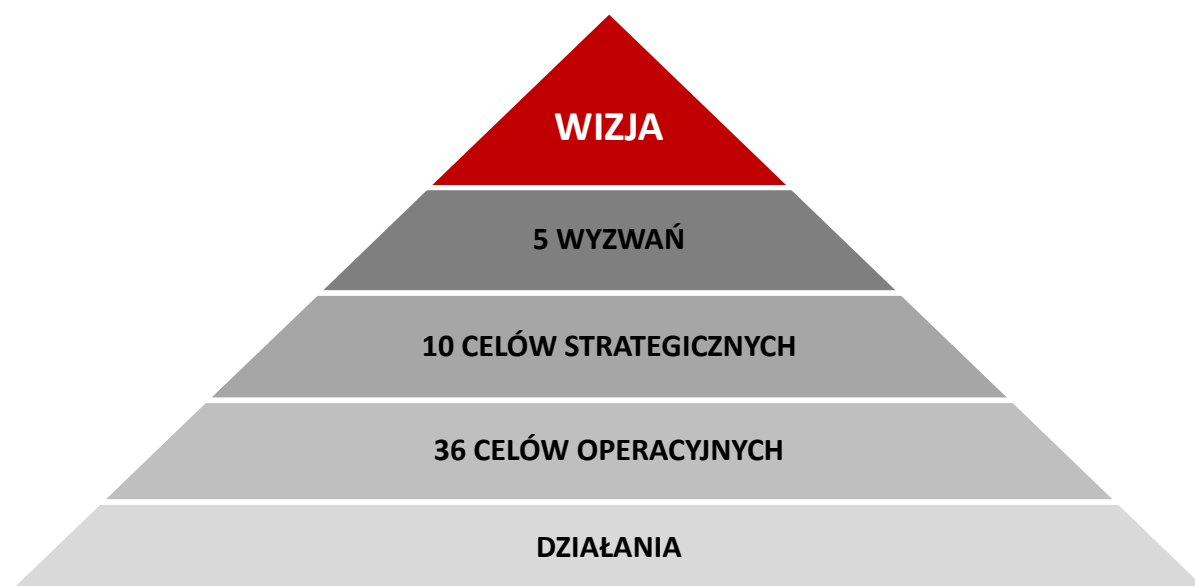 WIZJA
5 WYZWAŃ
10 CELÓW STRATEGICZNYCH
36 CELÓW OPERACYJNYCH
DZIAŁANIA